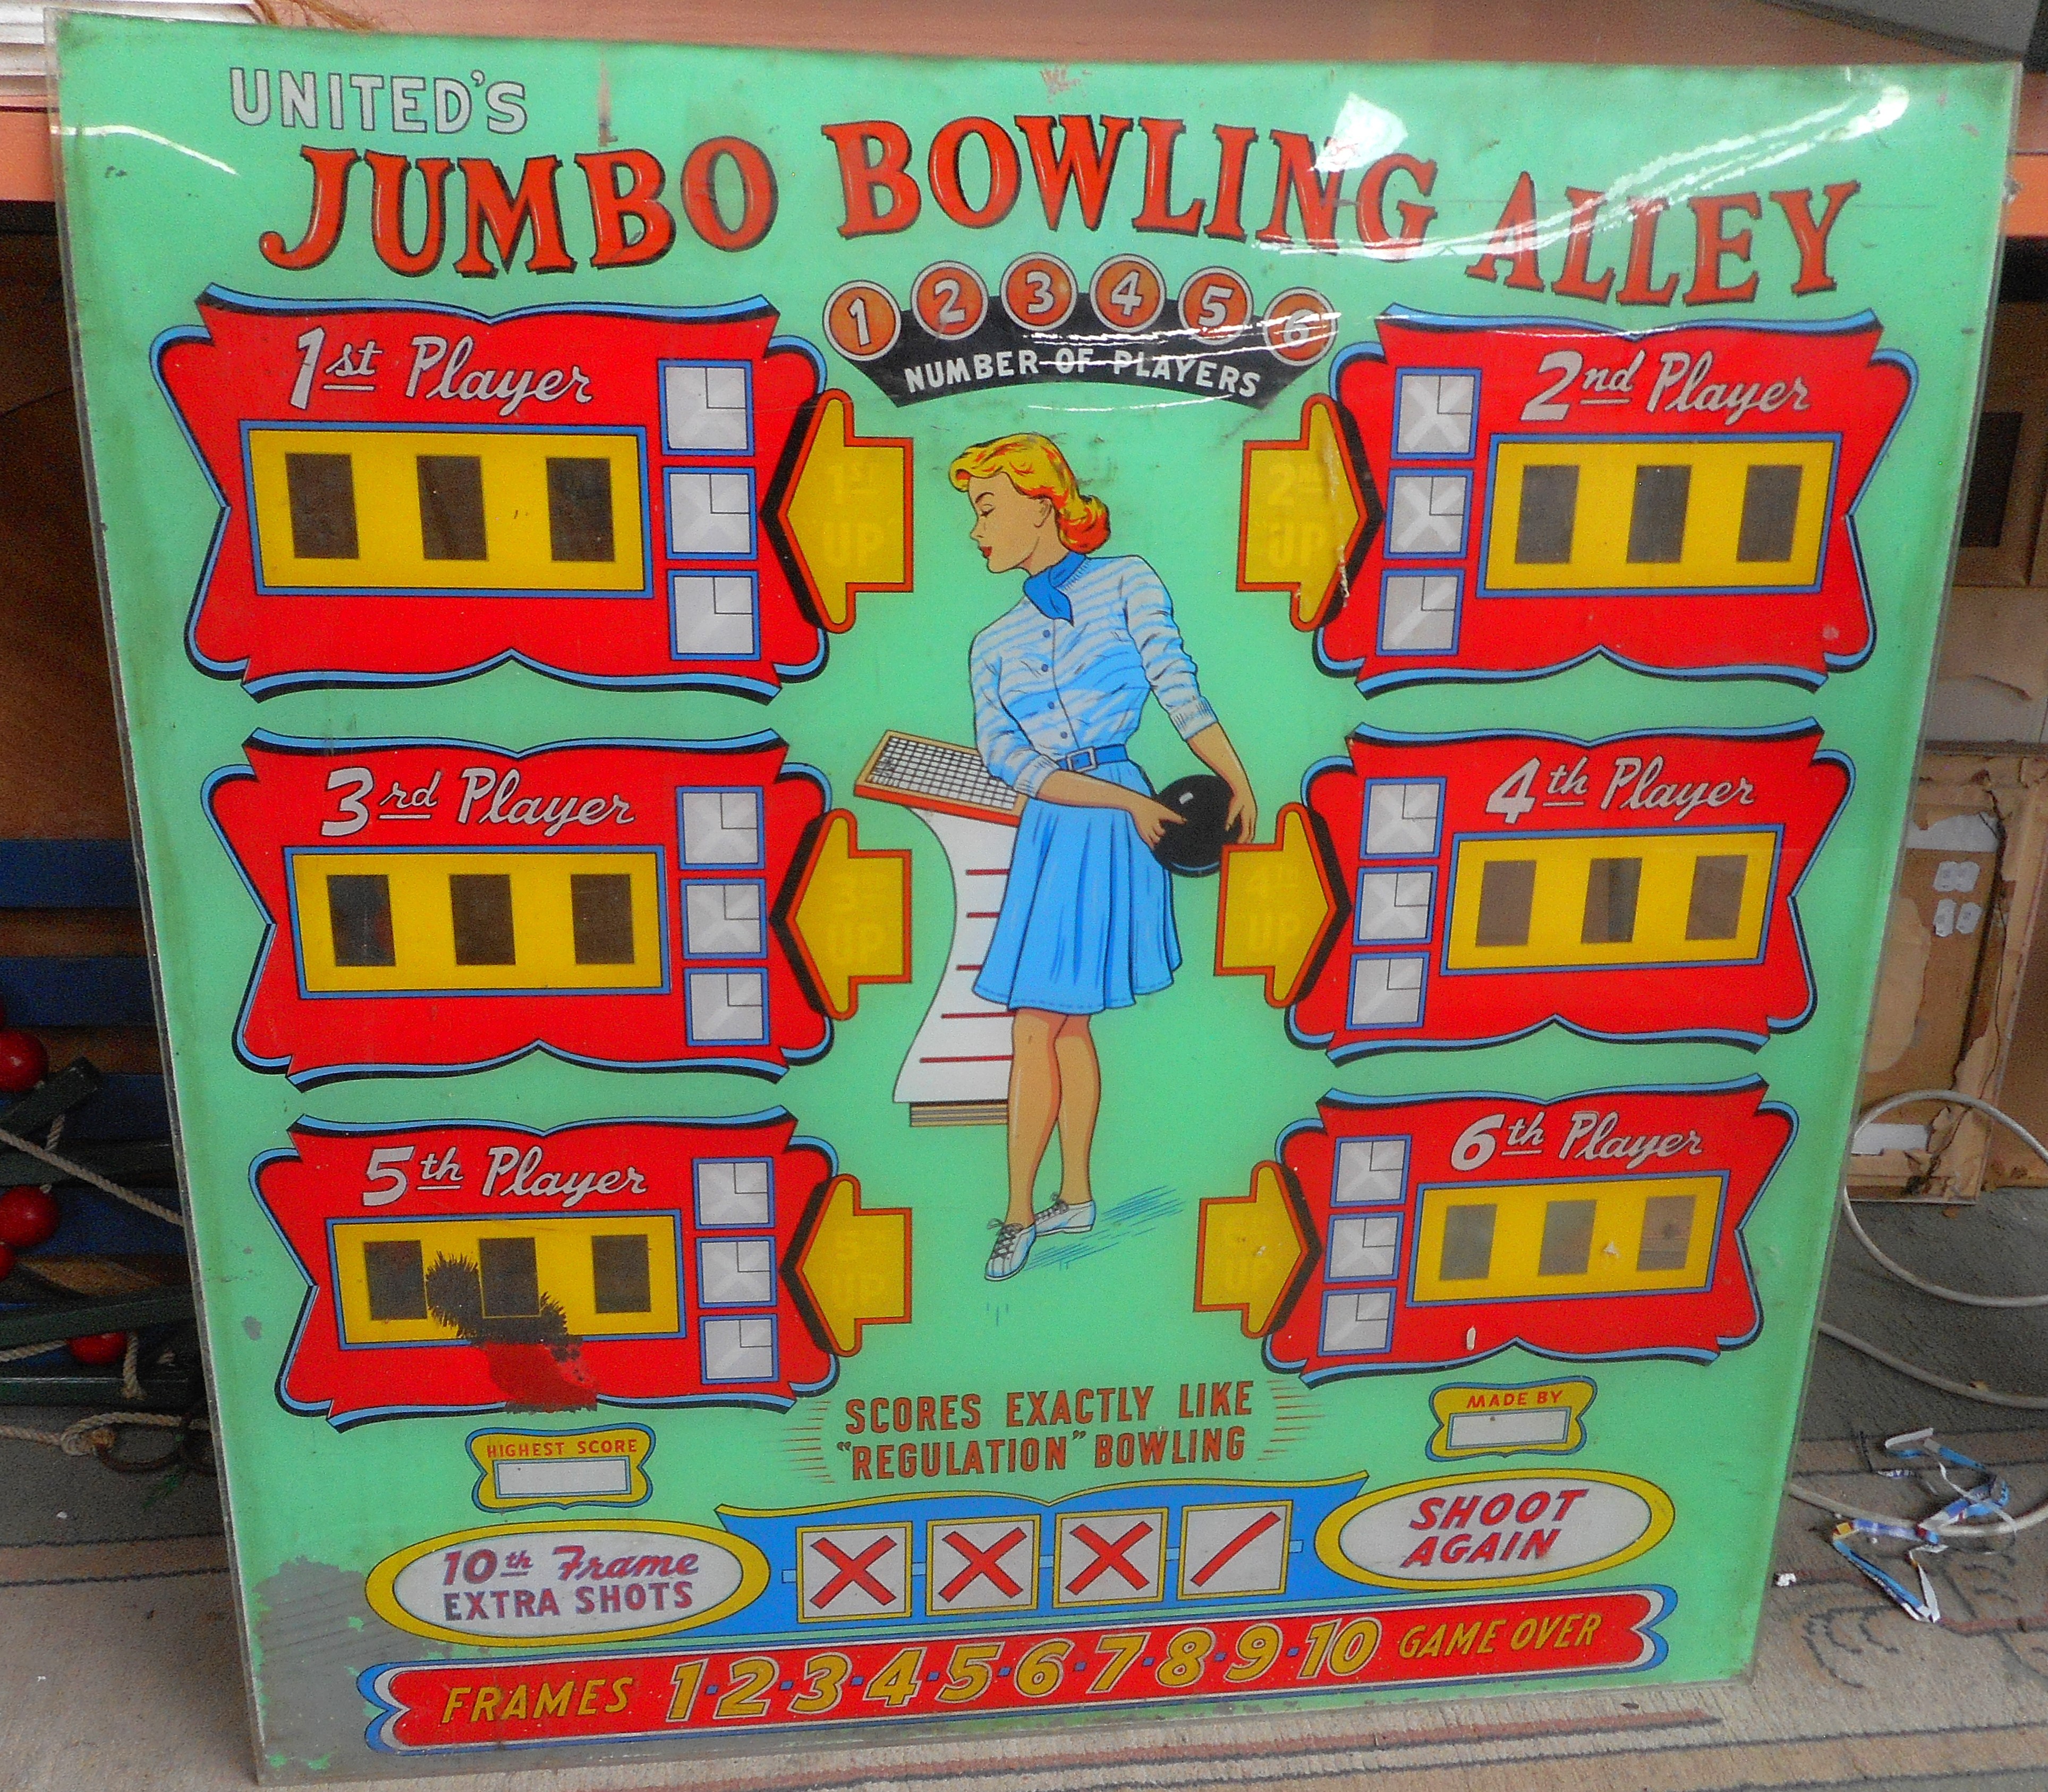 UNITED'S
JUMBO BOWLING ALLEY
1 2 3 4 5 6
NUMBER OF PLAYERS
1st Player
2nd Player
1ST UP
2ND UP
3rd Player
4th Player
3RD UP
4TH UP
5th Player
6th Player
5TH UP
6TH UP
SCORES EXACTLY LIKE
"REGULATION" BOWLING
HIGHEST SCORE
MADE BY
10th Frame
EXTRA SHOTS
X X X /
SHOOT
AGAIN
FRAMES 1·2·3·4·5·6·7·8·9·10 GAME OVER